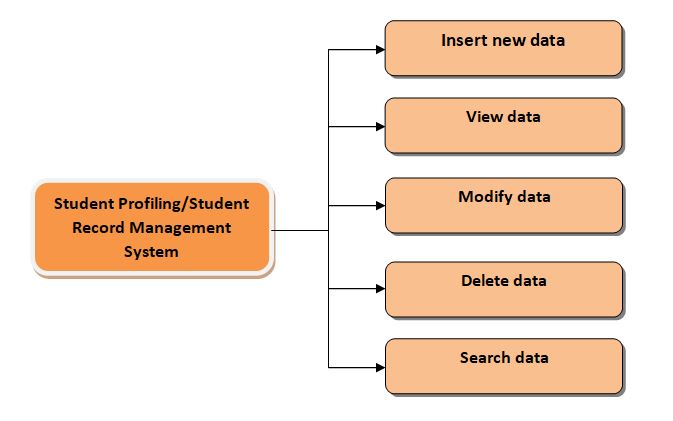 Insert new data
View data
Student Profiling/Student
Record Management
System
Modify data
Delete data
Search data